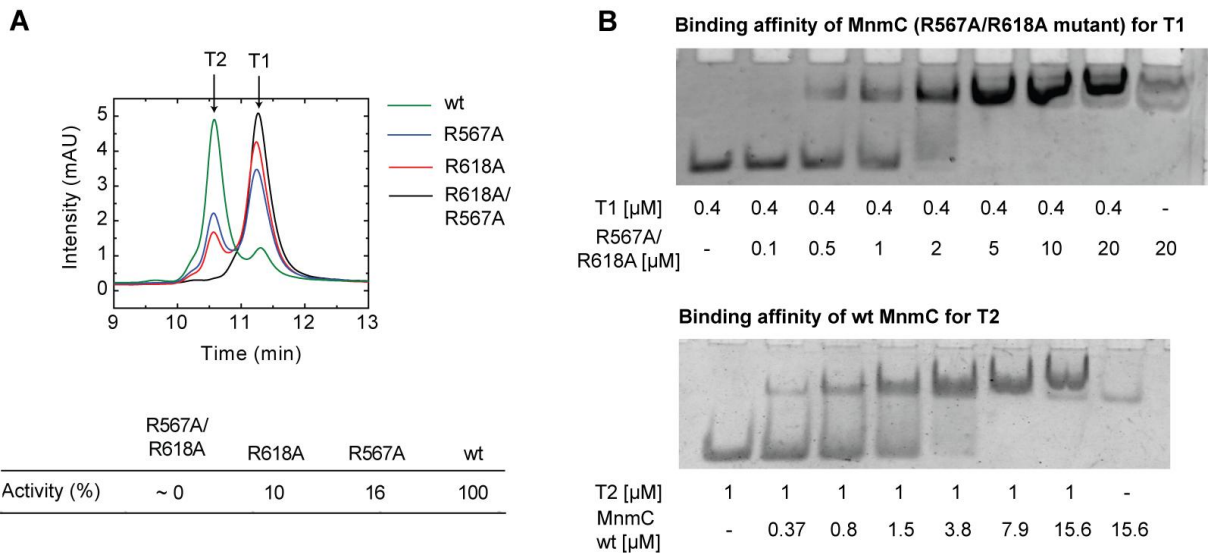 A
T2 T1
Intensity (mAU)
5
4
3
2
1
0
9 10 11 12 13
Time (min)
wt
R567A
R618A
R618A/
R567A
R567A/
R618A R618A R567A wt
Activity (%) ~ 0 10 16 100
B
Binding affinity of MnmC (R567A/R618A mutant) for T1
T1 [µM] 0.4 0.4 0.4 0.4 0.4 0.4 0.4 0.4 -
R567A/
R618A [µM] - 0.1 0.5 1 2 5 10 20 20
Binding affinity of wt MnmC for T2
T2 [µM] 1 1 1 1 1 1 1 -
MnmC
wt [µM] - 0.37 0.8 1.5 3.8 7.9 15.6 15.6